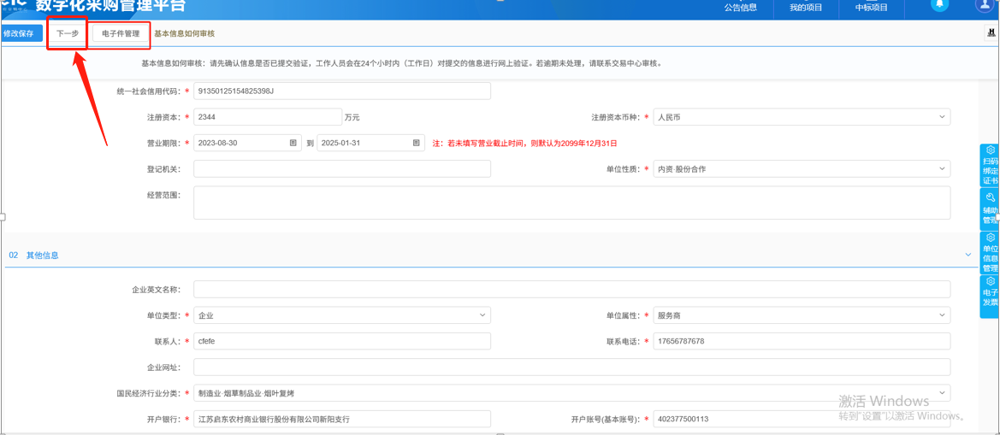 数字化采购管理平台
公告信息 我的项目 中标项目
修改保存 下一步 电子件管理 基本信息如何审核
基本信息如何审核：请先确认信息是否已提交验证，工作人员会在24个小时内（工作日）对提交的信息进行网上验证。若逾期未处理，请联系交易中心审核。
统一社会信用代码：* 91350125154825398J
注册资本：* 2344 万元 注册资本币种：* 人民币
营业期限：* 2023-08-30 到 2025-01-31 注：若未填写营业截止时间，则默认为2099年12月31日
登记机关： 单位性质：* 内资·股份合作
经营范围：
扫码
绑定
证书
辅助
管理
单位
信息
管理
电子
发票
02 其他信息
企业英文名称：
单位类型：* 企业 单位属性：* 服务商
联系人：* cfefe 联系电话：* 17656787678
企业网址：
国民经济行业分类：* 制造业·烟草制品业·烟叶复烤
开户银行：* 江苏启东农村商业银行股份有限公司新阳支行 开户账号(基本账号)：* 402377500113
激活 Windows
转到"设置"以激活 Windows。